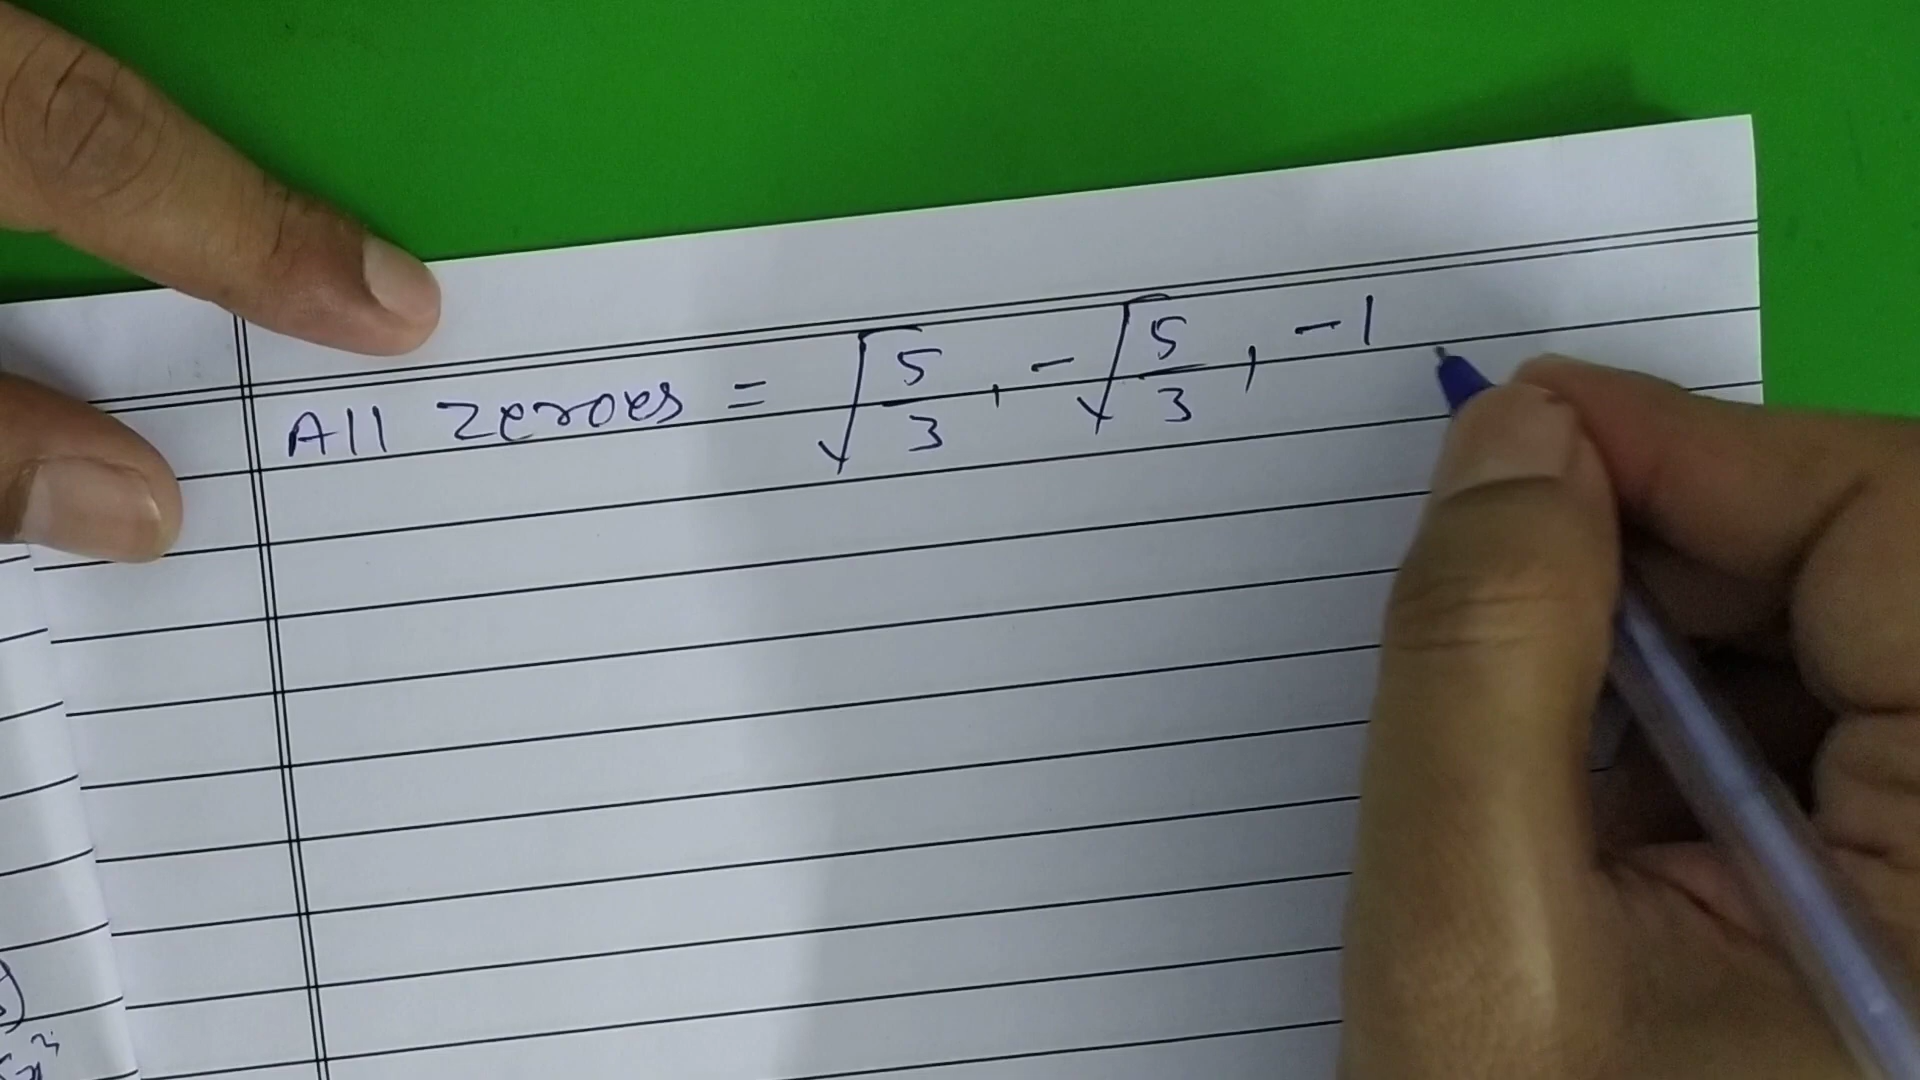 All zeroes = √5/3, -√5/3, -1